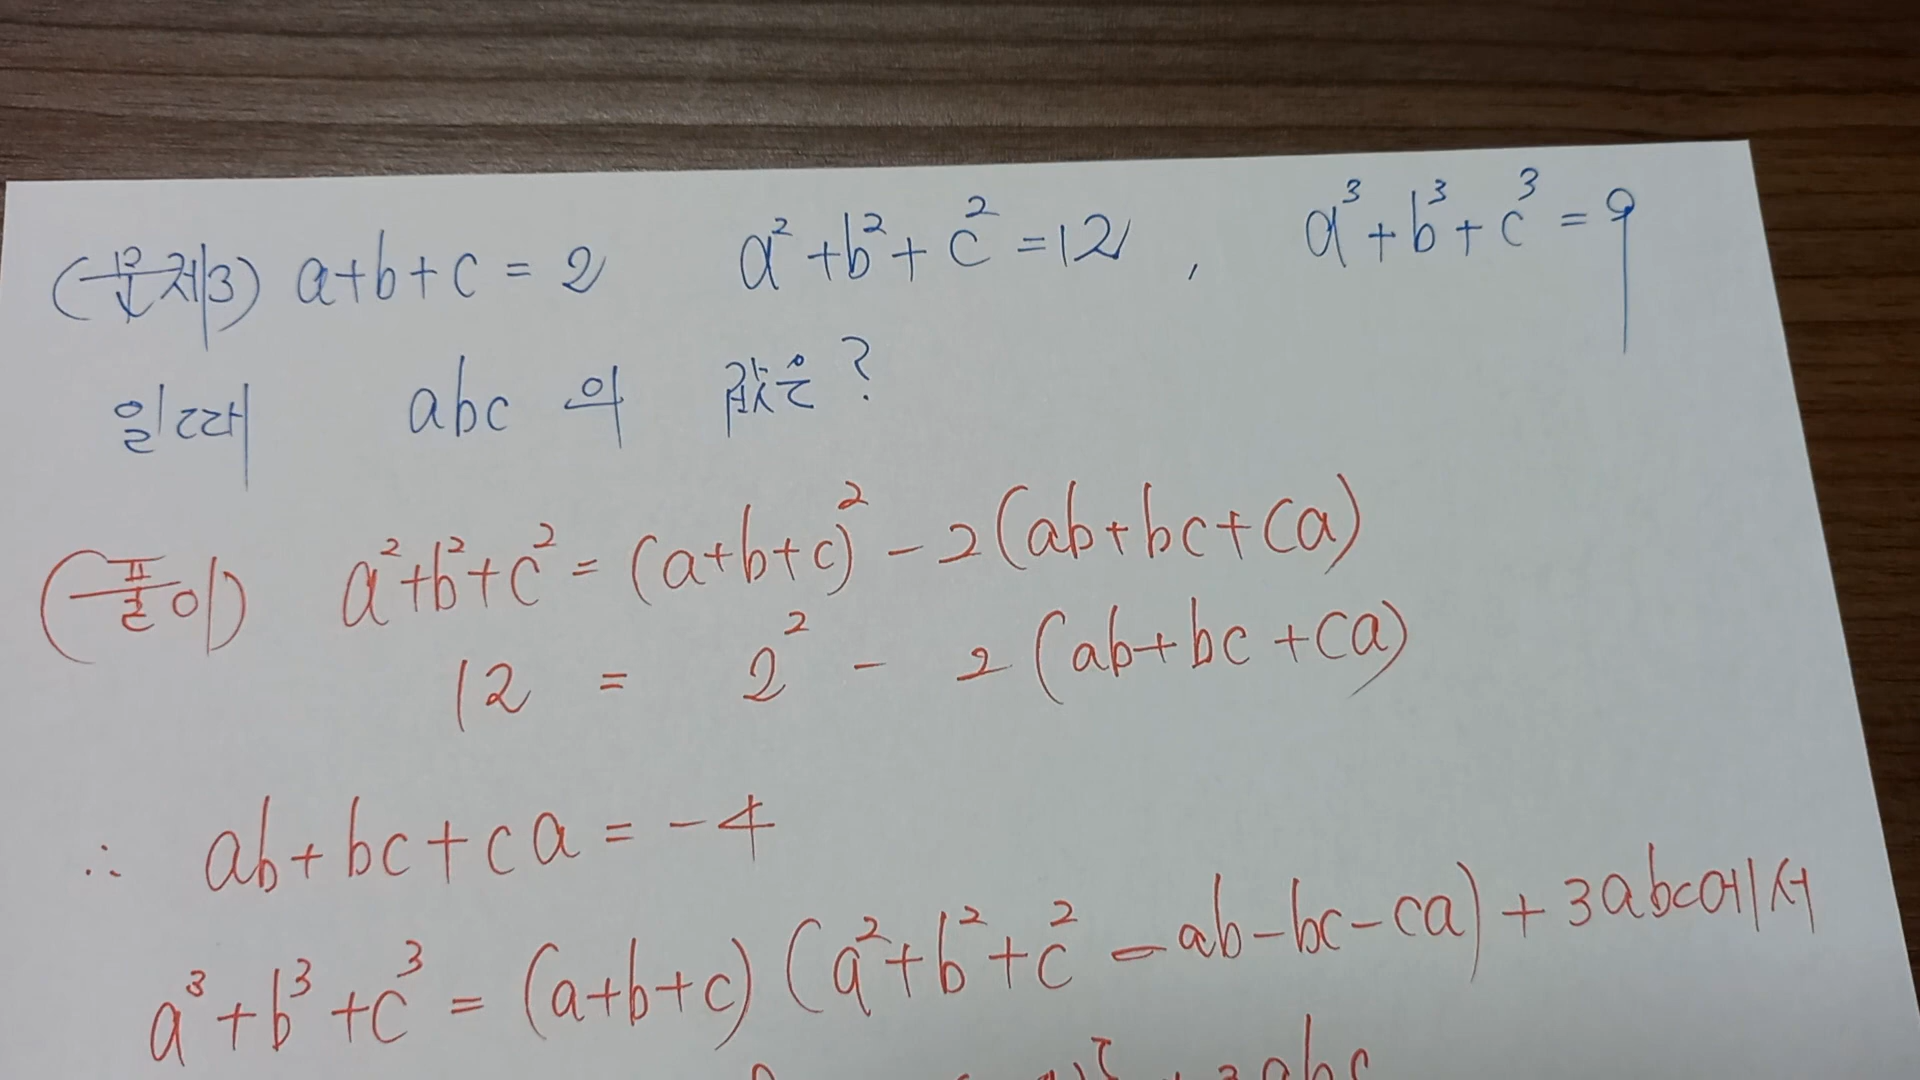 (문제3) a+b+c = 2   a²+b²+c² = 12 ,   a³+b³+c³ = 9
일때 abc 의 값은?
(풀이) a²+b²+c² = (a+b+c)² - 2(ab+bc+ca)
12 = 2² - 2(ab+bc+ca)
∴ ab+bc+ca = -4
a³+b³+c³ = (a+b+c)(a²+b²+c² - ab-bc-ca) + 3abc에서